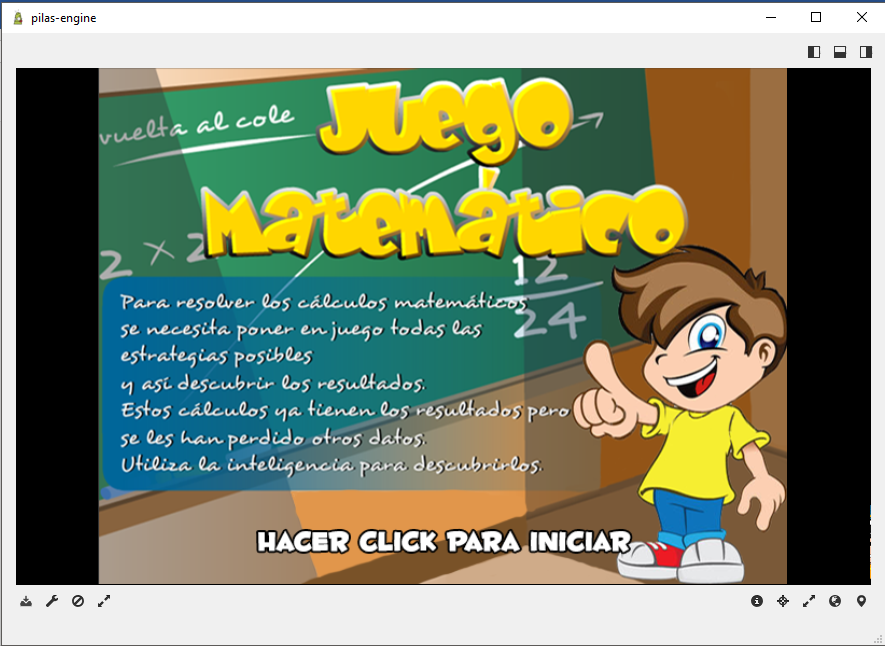 pilas-engine
vuelta al cole
Juego
Matemático
2 x 2
12
24
Para resolver los cálculos matemáticos
se necesita poner en juego todas las
estrategias posibles
y así descubrir los resultados.
Estos cálculos ya tienen los resultados pero
se les han perdido otros datos.
Utiliza la inteligencia para descubrirlos.
HACER CLICK PARA INICIAR